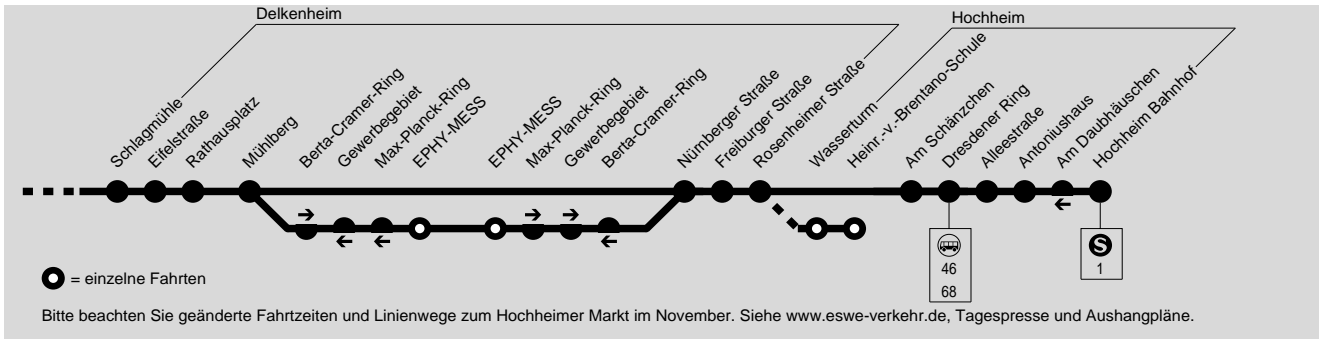 Delkenheim
Hochheim
Schlagmühle
Eifelstraße
Rathausplatz
Mühlberg
Berta-Cramer-Ring
Gewerbegebiet
Max-Planck-Ring
EPHY-MESS
EPHY-MESS
Max-Planck-Ring
Gewerbegebiet
Berta-Cramer-Ring
Nürnberger Straße
Freiburger Straße
Rosenheimer Straße
Wasserturm
Heinr.-v.-Brentano-Schule
Am Schänzchen
Dresdener Ring
Alleestraße
Antoniushaus
Am Daubhäuschen
Hochheim Bahnhof
46
68
S
1
= einzelne Fahrten
Bitte beachten Sie geänderte Fahrtzeiten und Linienwege zum Hochheimer Markt im November. Siehe www.eswe-verkehr.de, Tagespresse und Aushangpläne.